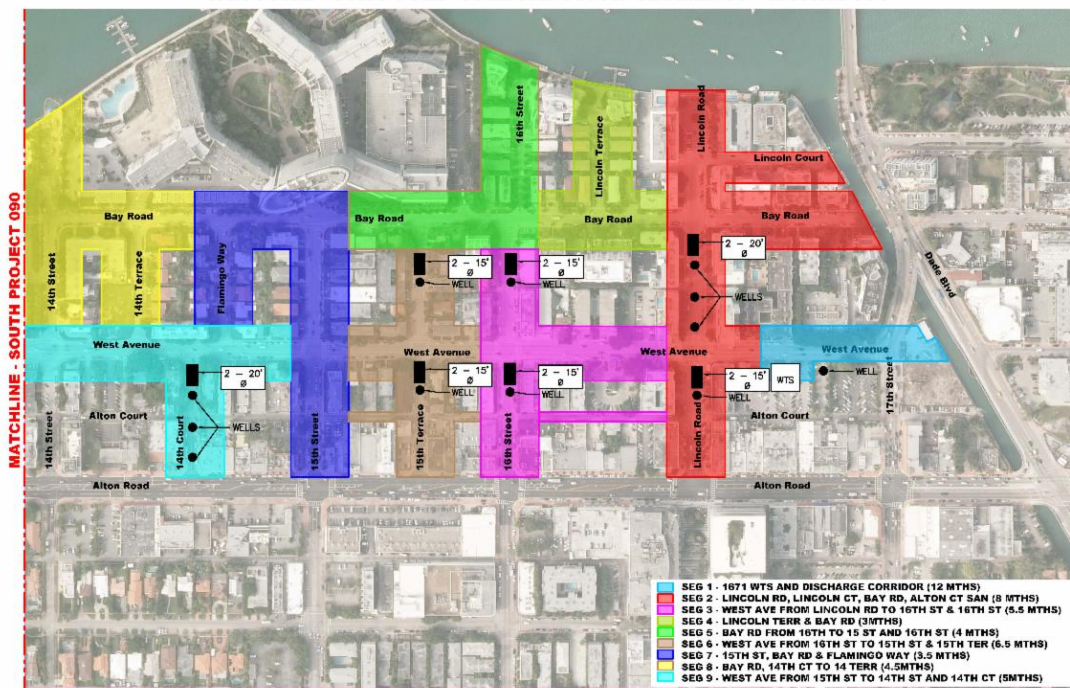 16th Street
Lincoln Terrace
Lincoln Road
Lincoln Court
Bay Road
Bay Road
Bay Road
Bay Road
Dade Blvd
MATCHLINE - SOUTH PROJECT 090
14th Street
14th Terrace
Flamingo Way
2 - 15'
Ø
WELL
2 - 15'
Ø
WELL
2 - 20'
Ø
WELLS
West Avenue
West Avenue
West Avenue
West Avenue
2 - 20'
Ø
WELLS
2 - 15'
Ø
WELL
2 - 15'
Ø
WELL
2 - 15'
Ø
WELL
WTS
WELL
17th Street
Alton Court
Alton Court
14th Street
14th Court
15th Street
15th Terrace
16th Street
Lincoln Road
Alton Road
Alton Road
SEG 1 - 1671 WTS AND DISCHARGE CORRIDOR (12 MTHS)
SEG 2 - LINCOLN RD, LINCOLN CT, BAY RD, ALTON CT SAN (8 MTHS)
SEG 3 - WEST AVE FROM LINCOLN RD TO 16TH ST & 16TH ST (5.5 MTHS)
SEG 4 - LINCOLN TERR & BAY RD (3MTHS)
SEG 5 - BAY RD FROM 16TH TO 15 ST AND 16TH ST (4 MTHS)
SEG 6 - WEST AVE FROM 16TH ST TO 15TH ST & 15TH TER (6.5 MTHS)
SEG 7 - 15TH ST, BAY RD & FLAMINGO WAY (3.5 MTHS)
SEG 8 - BAY RD, 14TH CT TO 14 TERR (4.5MTHS)
SEG 9 - WEST AVE FROM 15TH ST TO 14TH ST AND 14TH CT (5MTHS)